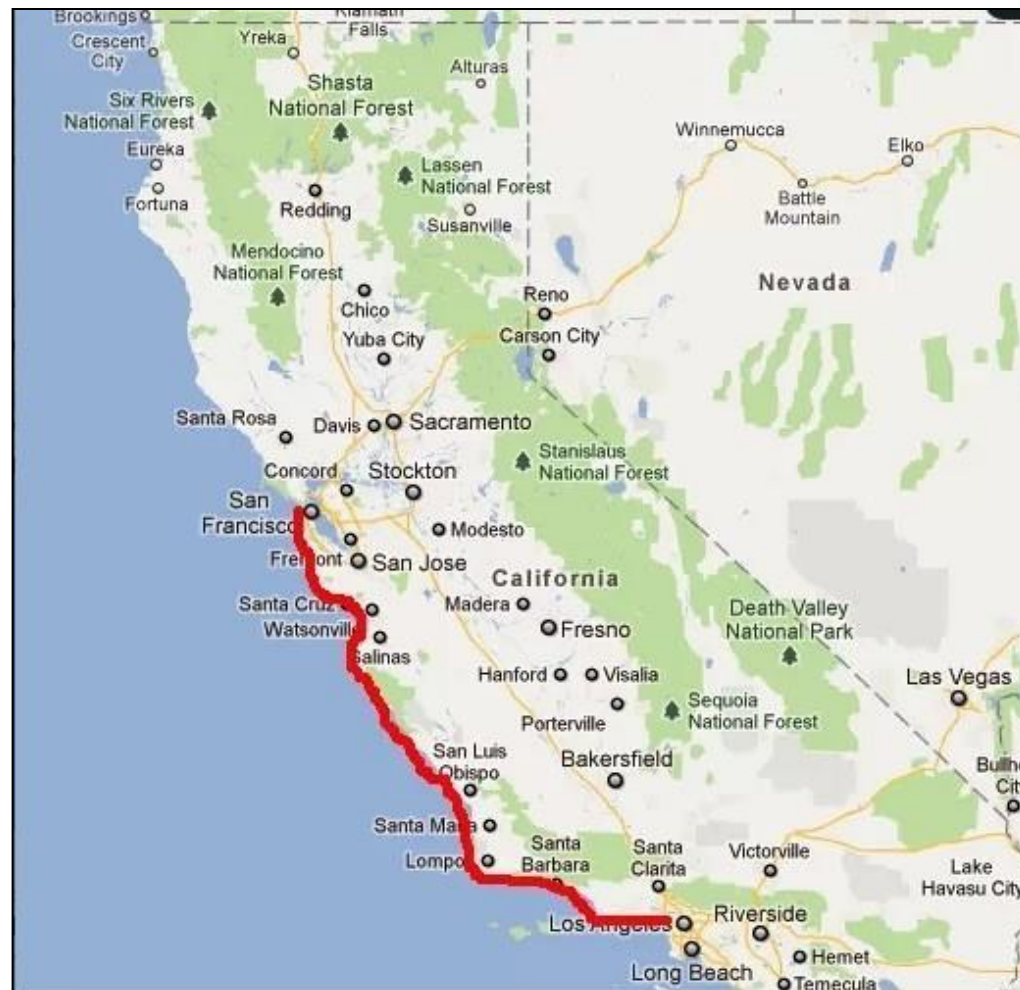 Brookings
Klamath
Falls
Crescent
City
Yreka
Alturas
Shasta
National Forest
Six Rivers
National Forest
Winnemucca
Elko
Eureka
Lassen
National Forest
Battle
Mountain
Fortuna
Redding
Susanville
Mendocino
National Forest
Nevada
Chico
Reno
Carson City
Yuba City
Santa Rosa
Davis
Sacramento
Stanislaus
National Forest
Concord
Stockton
San
Francisco
Modesto
Fremont
San Jose
California
Santa Cruz
Madera
Death Valley
National Park
Watsonville
Fresno
Salinas
Hanford
Visalia
Las Vegas
Sequoia
National Forest
Porterville
San Luis
Obispo
Bakersfield
Bullhe
City
Santa Maria
Santa
Barbara
Santa
Clarita
Victorville
Lompo
Lake
Havasu City
Los Angeles
Riverside
Hemet
Long Beach
Temecula